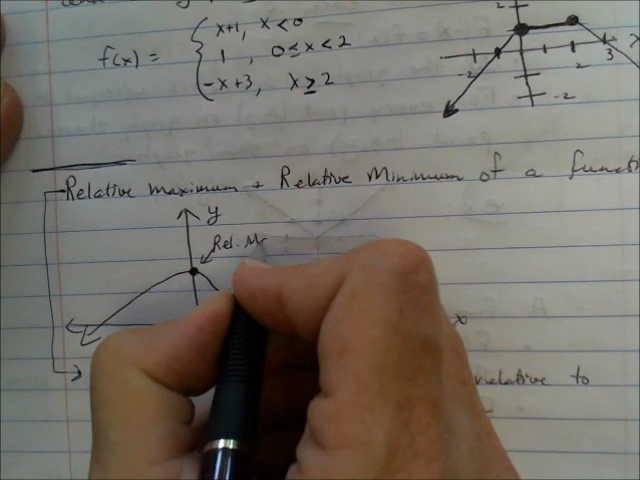 x+1, x<0
f(x) = { 1, 0≤x<2
-x+3, x≥2
2
x
-2
2
3
-2
Relative maximum + Relative Minimum of a functi
y
Rel. M
x
relative to